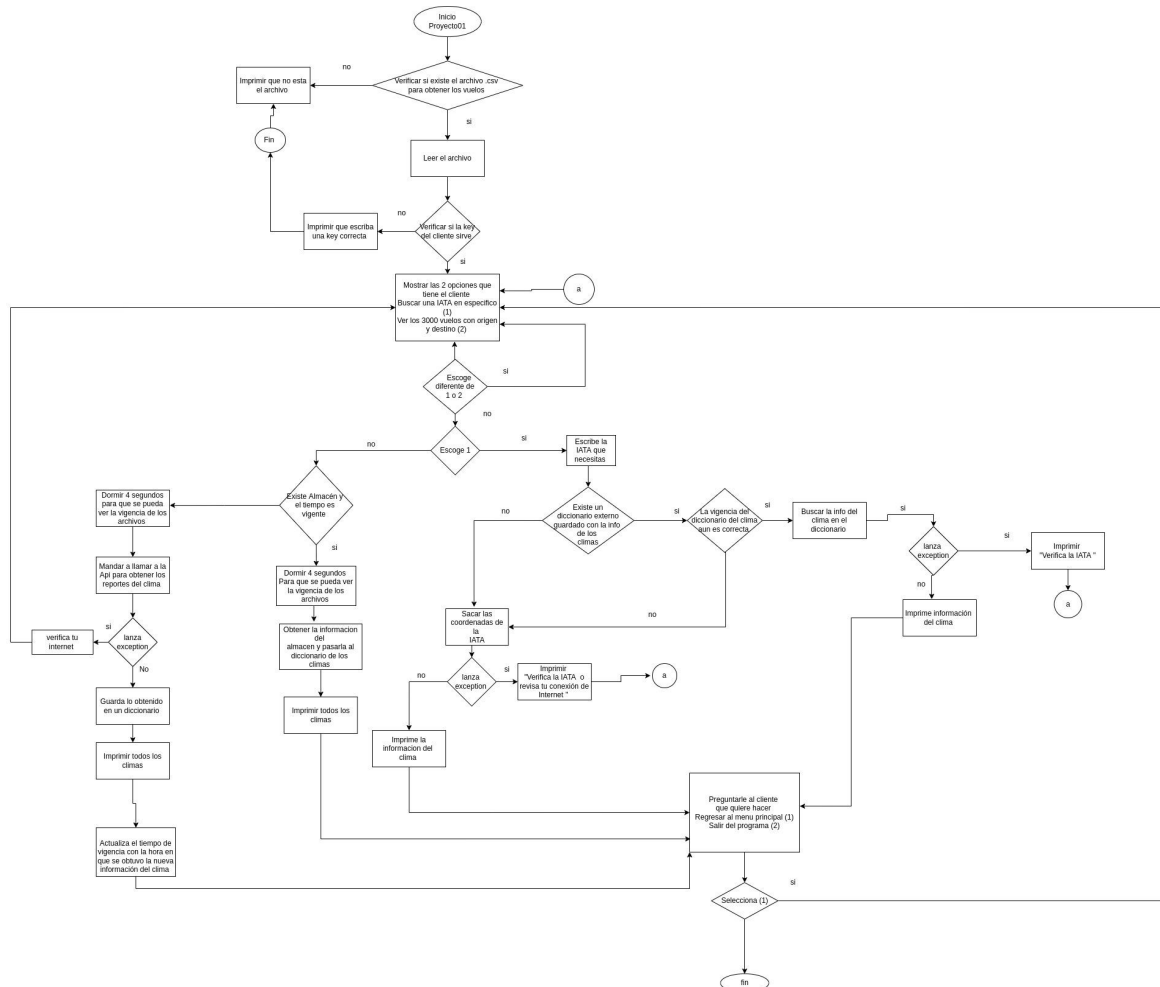 Inicio
Proyecto01
no
Verificar si existe el archivo .csv
para obtener los vuelos
Imprimir que no esta
el archivo
si
Fin
Leer el archivo
no
Verificar si la key
del cliente sirve
Imprimir que escriba
una key correcta
si
Mostrar las 2 opciones que
tiene el cliente
Buscar una IATA en especifico
(1)
Ver los 3000 vuelos con origen
y destino (2)
a
Escoge
diferente de
1 o 2
si
no
Escoge 1
no
si
Escribe la
IATA que
necesitas
Existe Almacén y
el tiempo es
vigente
Dormir 4 segundos
para que se pueda
ver la vigencia de los
archivos
si
no
Existe un
diccionario externo
guardado con la info
de los
climas
si
La vigencia del
diccionario del clima
aun es correcta
si
Buscar la info del
clima en el
diccionario
si
lanza
exception
si
Imprimir
"Verifica la IATA "
a
no
Imprime información
del clima
Mandar a llamar a la
Api para obtener los
reportes del clima
Dormir 4 segundos
Para que se pueda ver
la vigencia de los
archivos
Sacar las
coordenadas de
la
IATA
no
verifica tu
internet
si
lanza
exception
No
Obtener la informacion
del
almacen y pasarla al
diccionario de los
climas
no
lanza
exception
si
Imprimir
"Verifica la IATA o
revisa tu conexión de
Internet "
a
Guarda lo obtenido
en un diccionario
Imprimir todos los
climas
Imprime la
informacion del
clima
Imprimir todos los
climas
Preguntarle al cliente
que quiere hacer
Regresar al menu principal (1)
Salir del programa (2)
Actualiza el tiempo de
vigencia con la hora en
que se obtuvo la nueva
información del clima
Selecciona (1)
si
fin